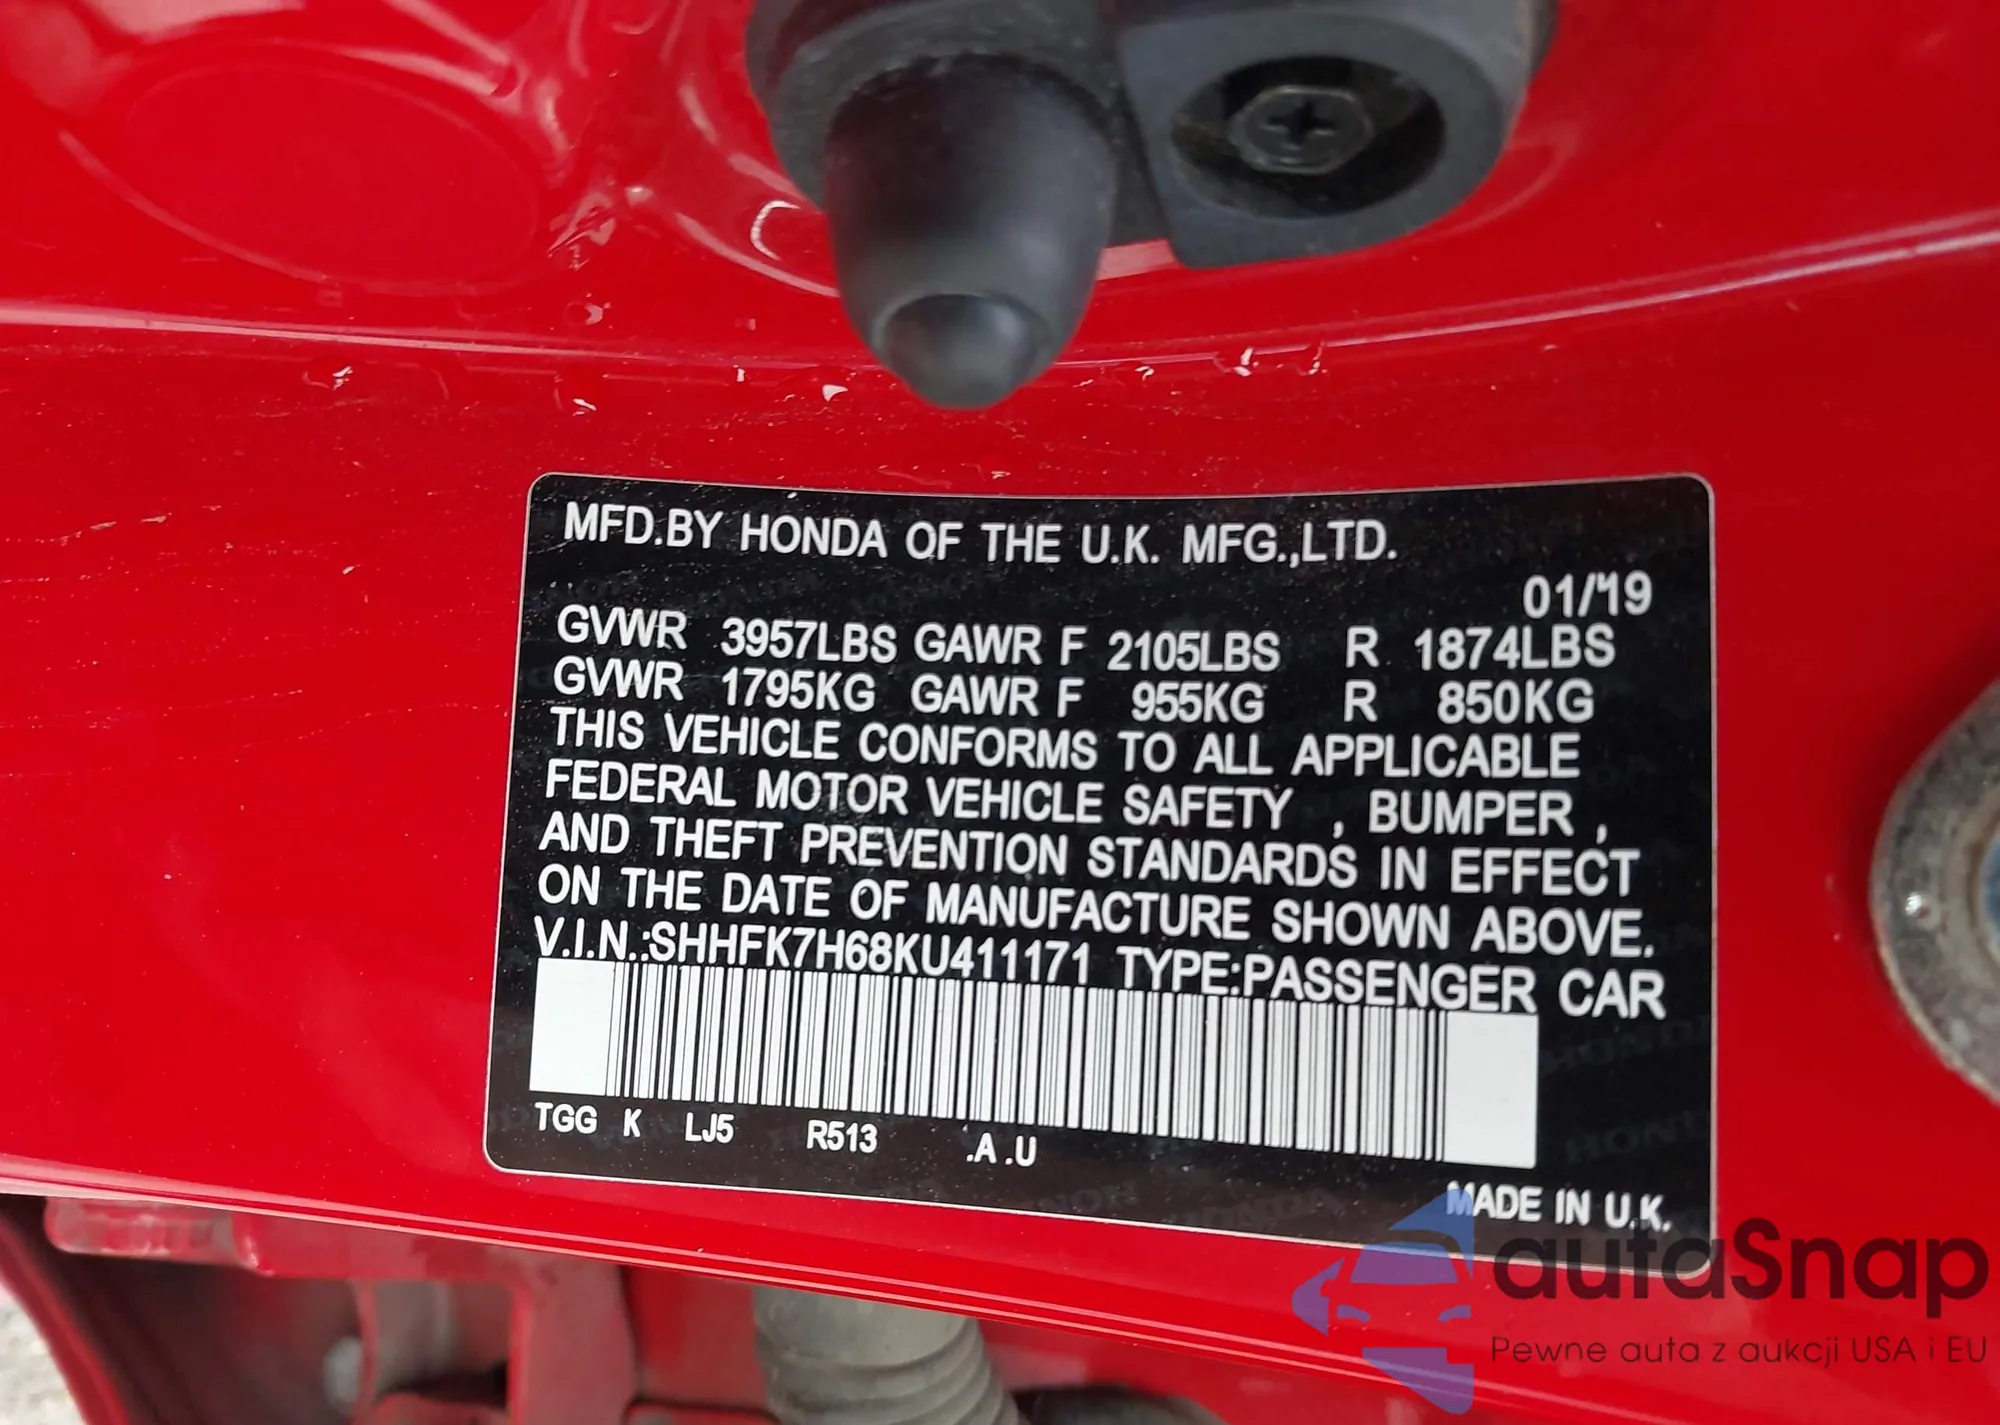 MFD.BY HONDA OF THE U.K. MFG.,LTD.
01/'19
GVWR 3957LBS GAWR F 2105LBS R 1874LBS
GVWR 1795KG GAWR F 955KG R 850KG
THIS VEHICLE CONFORMS TO ALL APPLICABLE
FEDERAL MOTOR VEHICLE SAFETY , BUMPER ,
AND THEFT PREVENTION STANDARDS IN EFFECT
ON THE DATE OF MANUFACTURE SHOWN ABOVE.
V.I.N.:SHHFK7H68KU411171 TYPE:PASSENGER CAR
TGG K LJ5 R513 .A .U
MADE IN U.K.
autaSnap
Pewne auta z aukcji USA i EU